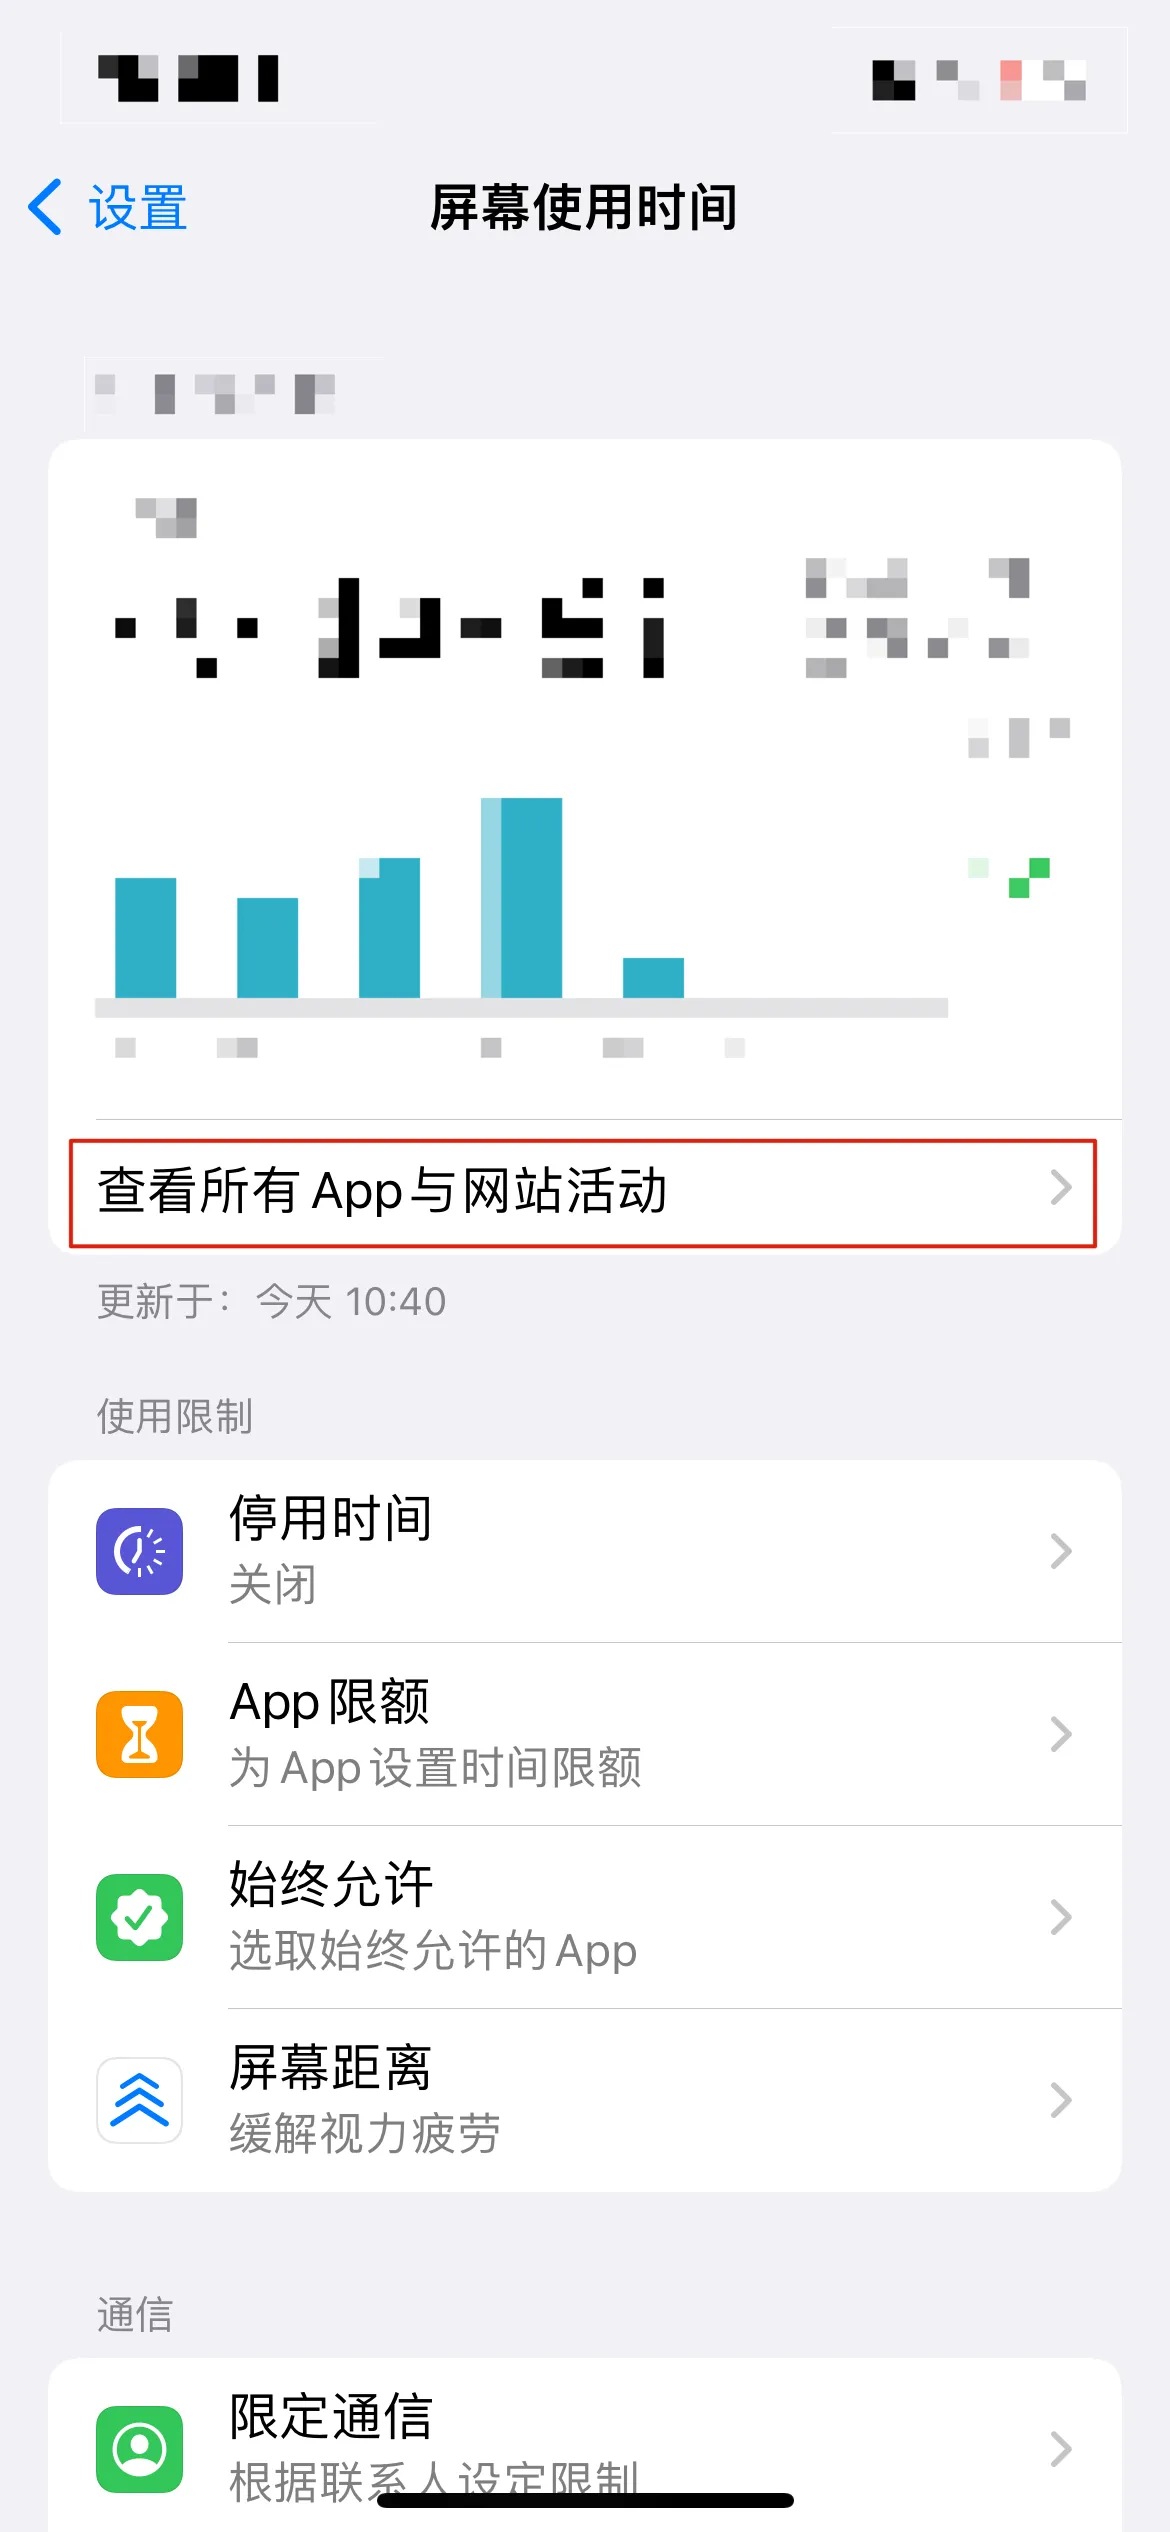 设置
屏幕使用时间
查看所有 App 与网站活动
更新于：今天 10:40
使用限制
停用时间
关闭
App 限额
为 App 设置时间限额
始终允许
选取始终允许的 App
屏幕距离
缓解视力疲劳
通信
限定通信
根据联系人设定限制